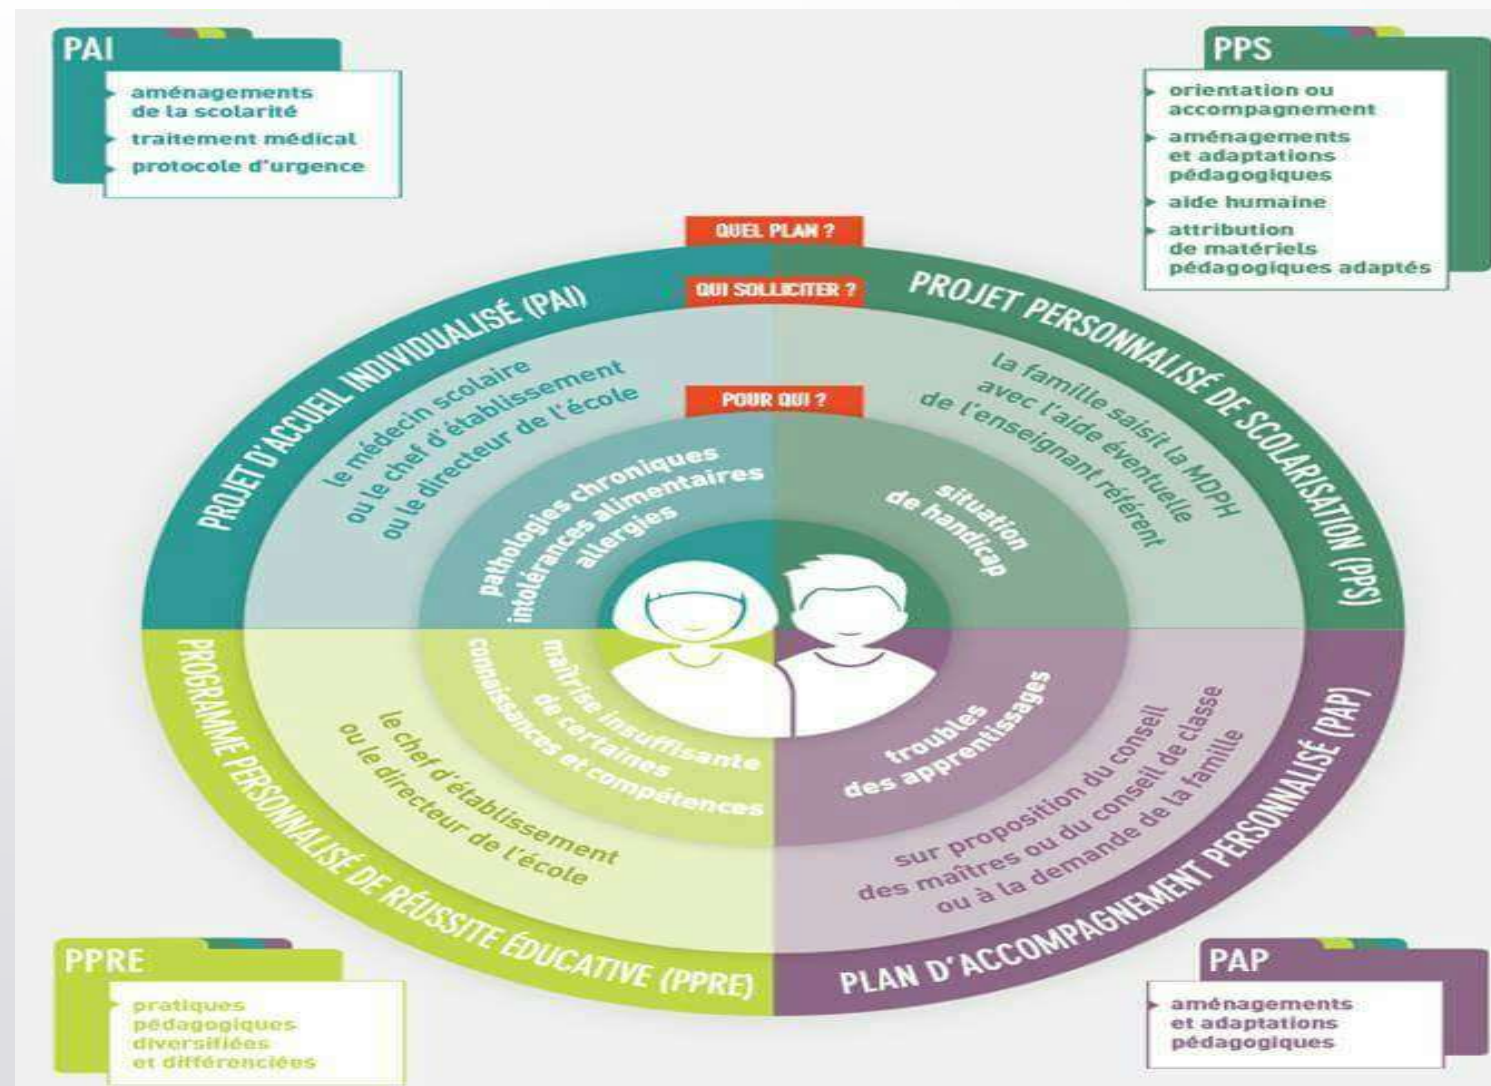 PAI
aménagements
de la scolarité
traitement médical
protocole d'urgence
PPS
orientation ou
accompagnement
aménagements
et adaptations
pédagogiques
aide humaine
attribution
de matériels
pédagogiques adaptés
QUEL PLAN ?
QUI SOLLICITER ?
POUR QUI ?
PROJET D'ACCUEIL INDIVIDUALISÉ (PAI)
le médecin scolaire
ou le chef d'établissement
ou le directeur de l'école
pathologies chroniques
intolérances alimentaires
allergies
PROJET PERSONNALISÉ DE SCOLARISATION (PPS)
la famille saisit la MDPH
avec l'aide éventuelle
de l'enseignant référent
situation
de handicap
PROGRAMME PERSONNALISÉ DE RÉUSSITE ÉDUCATIVE (PPRE)
le chef d'établissement
ou le directeur de l'école
maîtrise insuffisante
de certaines
connaissances et compétences
PLAN D'ACCOMPAGNEMENT PERSONNALISÉ (PAP)
sur proposition du conseil
des maîtres ou du conseil de classe
ou à la demande de la famille
troubles
des apprentissages
PPRE
pratiques
pédagogiques
diversifiées
et différenciées
PAP
aménagements
et adaptations
pédagogiques